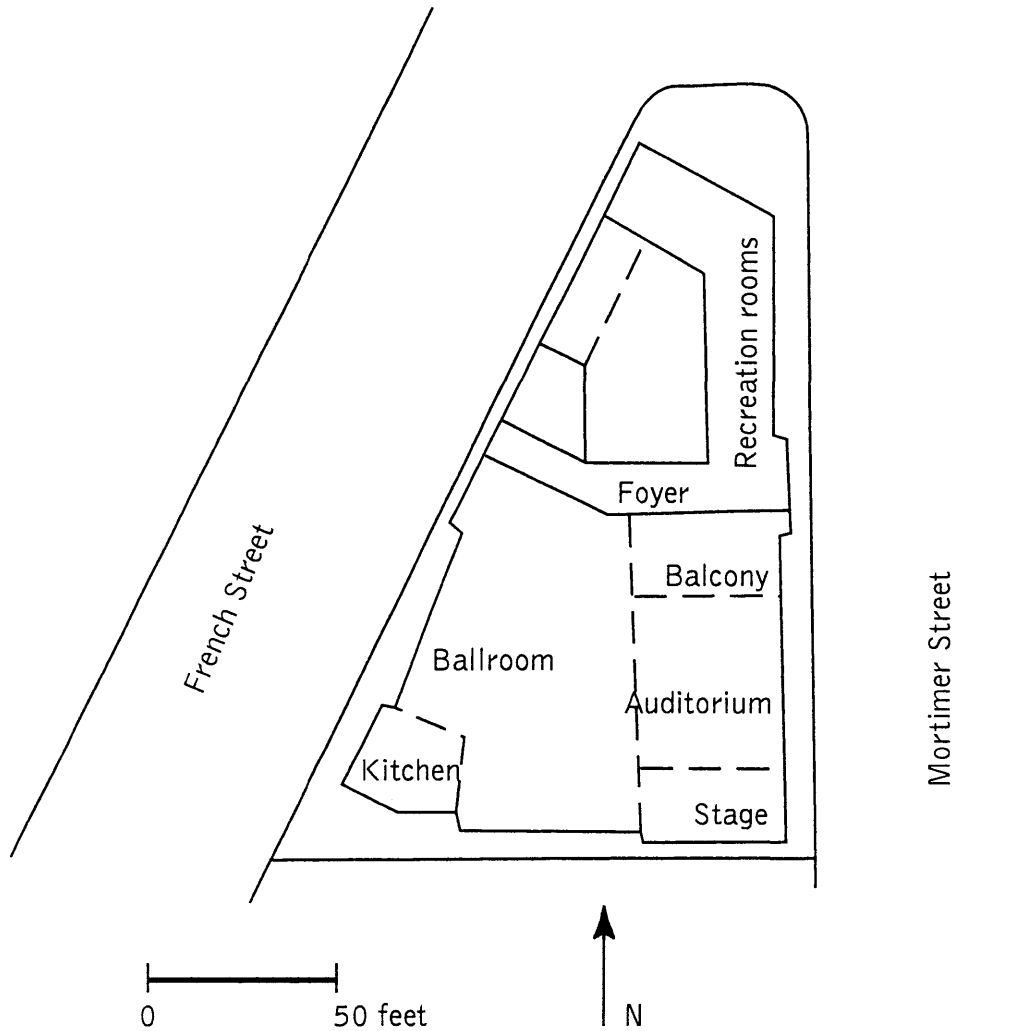 Recreation rooms
Foyer
Balcony
French Street
Ballroom
Auditorium
Mortimer Street
Kitchen
Stage
0 50 feet
N